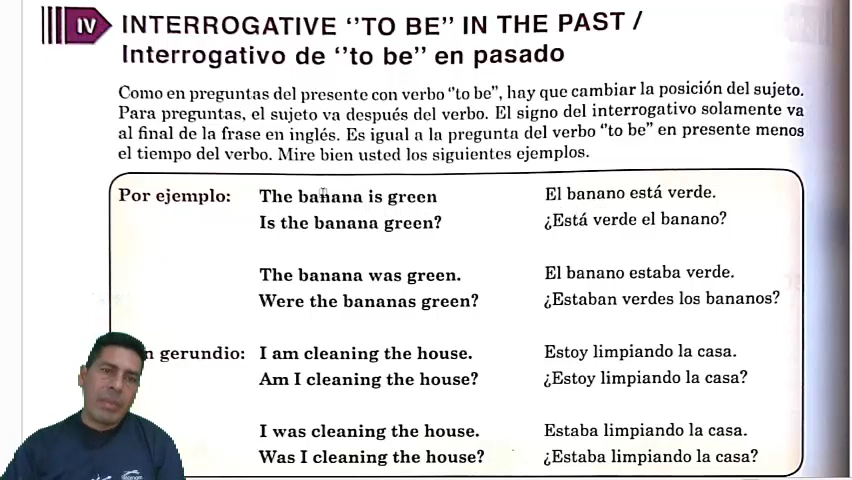 IV INTERROGATIVE ‘‘TO BE’’ IN THE PAST /
Interrogativo de ‘‘to be’’ en pasado
Como en preguntas del presente con verbo ‘‘to be’’, hay que cambiar la posición del sujeto.
Para preguntas, el sujeto va después del verbo. El signo del interrogativo solamente va
al final de la frase en inglés. Es igual a la pregunta del verbo ‘‘to be’’ en presente menos
el tiempo del verbo. Mire bien usted los siguientes ejemplos.
Por ejemplo: The banana is green El banano está verde.
Is the banana green? ¿Está verde el banano?
The banana was green. El banano estaba verde.
Were the bananas green? ¿Estaban verdes los bananos?
n gerundio: I am cleaning the house. Estoy limpiando la casa.
Am I cleaning the house? ¿Estoy limpiando la casa?
I was cleaning the house. Estaba limpiando la casa.
Was I cleaning the house? ¿Estaba limpiando la casa?